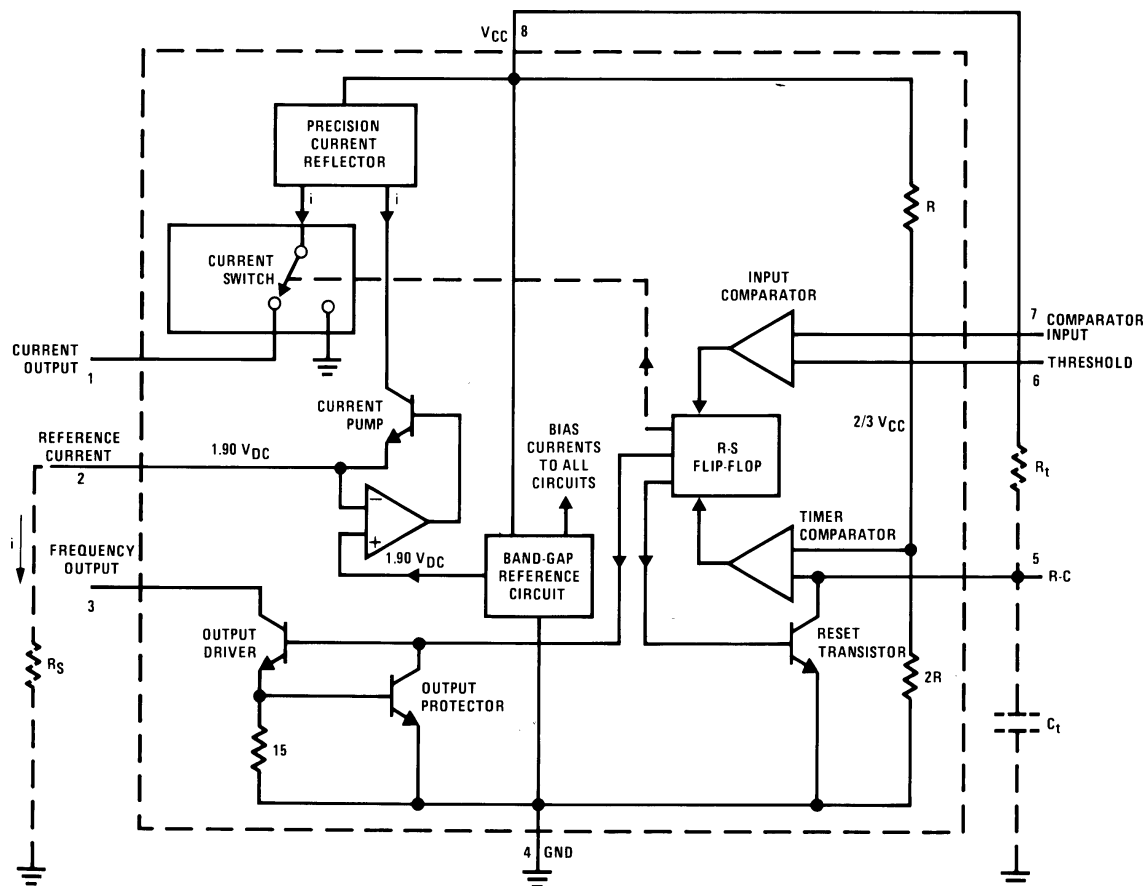 VCC 8
PRECISION
CURRENT
REFLECTOR
i i
R
CURRENT
SWITCH
INPUT
COMPARATOR
7 COMPARATOR
INPUT
THRESHOLD
6
CURRENT
OUTPUT
1
CURRENT
PUMP
2/3 VCC
BIAS
CURRENTS
TO ALL
CIRCUITS
R-S
FLIP-FLOP
REFERENCE
CURRENT
2
1.90 VDC
Rt
−
+
1.90 VDC
TIMER
COMPARATOR
i
FREQUENCY
OUTPUT
3
BAND-GAP
REFERENCE
CIRCUIT
5
R-C
OUTPUT
DRIVER
RESET
TRANSISTOR
RS
OUTPUT
PROTECTOR
2R
Ct
15
4 GND